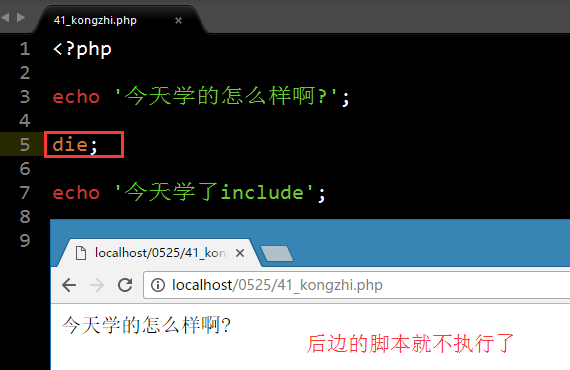 41_kongzhi.php
1 <?php
2
3 echo '今天学的怎么样啊?';
4
5 die;
6
7 echo '今天学了include';
8
9
localhost/0525/41_kon
localhost/0525/41_kongzhi.php
今天学的怎么样啊?
后边的脚本就不执行了